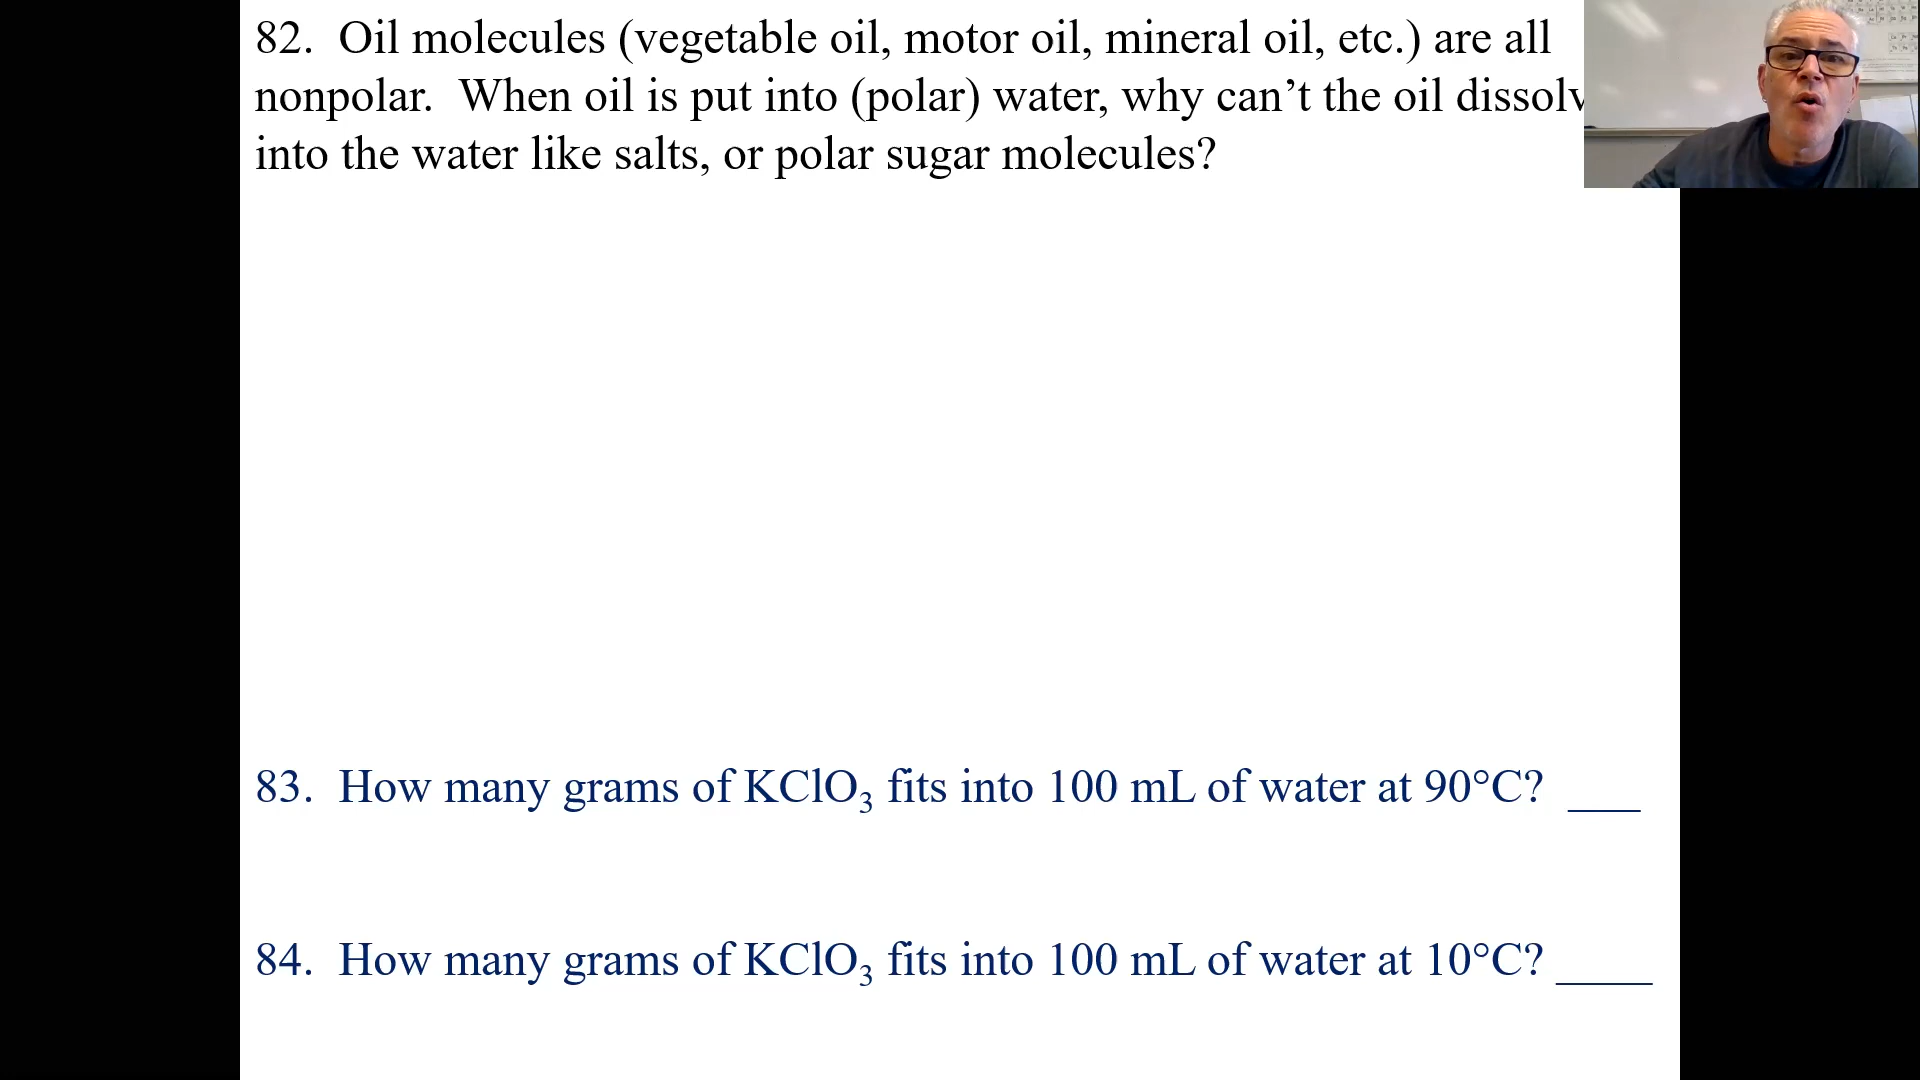 82.  Oil molecules (vegetable oil, motor oil, mineral oil, etc.) are all
nonpolar.  When oil is put into (polar) water, why can’t the oil dissolv
into the water like salts, or polar sugar molecules?
83.  How many grams of KClO₃ fits into 100 mL of water at 90°C?  ___
84.  How many grams of KClO₃ fits into 100 mL of water at 10°C? ____